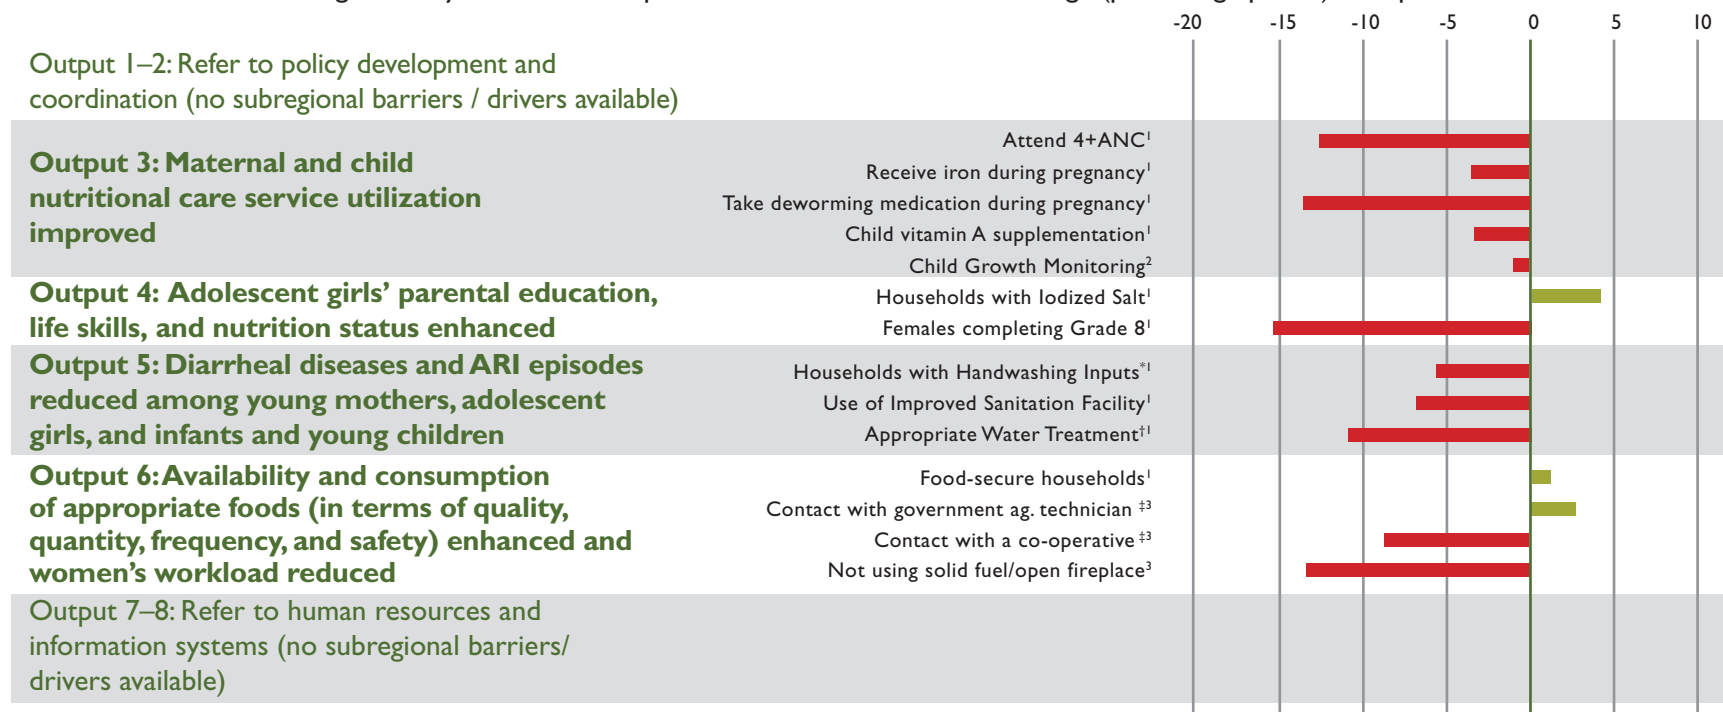 -20 -15 -10 -5 0 5 10
Output 1–2: Refer to policy development and
coordination (no subregional barriers / drivers available)
Output 3: Maternal and child
nutritional care service utilization
improved
Attend 4+ANC¹
Receive iron during pregnancy¹
Take deworming medication during pregnancy¹
Child vitamin A supplementation¹
Child Growth Monitoring²
Output 4: Adolescent girls’ parental education,
life skills, and nutrition status enhanced
Households with Iodized Salt¹
Females completing Grade 8¹
Output 5: Diarrheal diseases and ARI episodes
reduced among young mothers, adolescent
girls, and infants and young children
Households with Handwashing Inputs*¹
Use of Improved Sanitation Facility¹
Appropriate Water Treatment†¹
Output 6: Availability and consumption
of appropriate foods (in terms of quality,
quantity, frequency, and safety) enhanced and
women’s workload reduced
Food-secure households¹
Contact with government ag. technician ‡³
Contact with a co-operative ‡³
Not using solid fuel/open fireplace³
Output 7–8: Refer to human resources and
information systems (no subregional barriers/
drivers available)